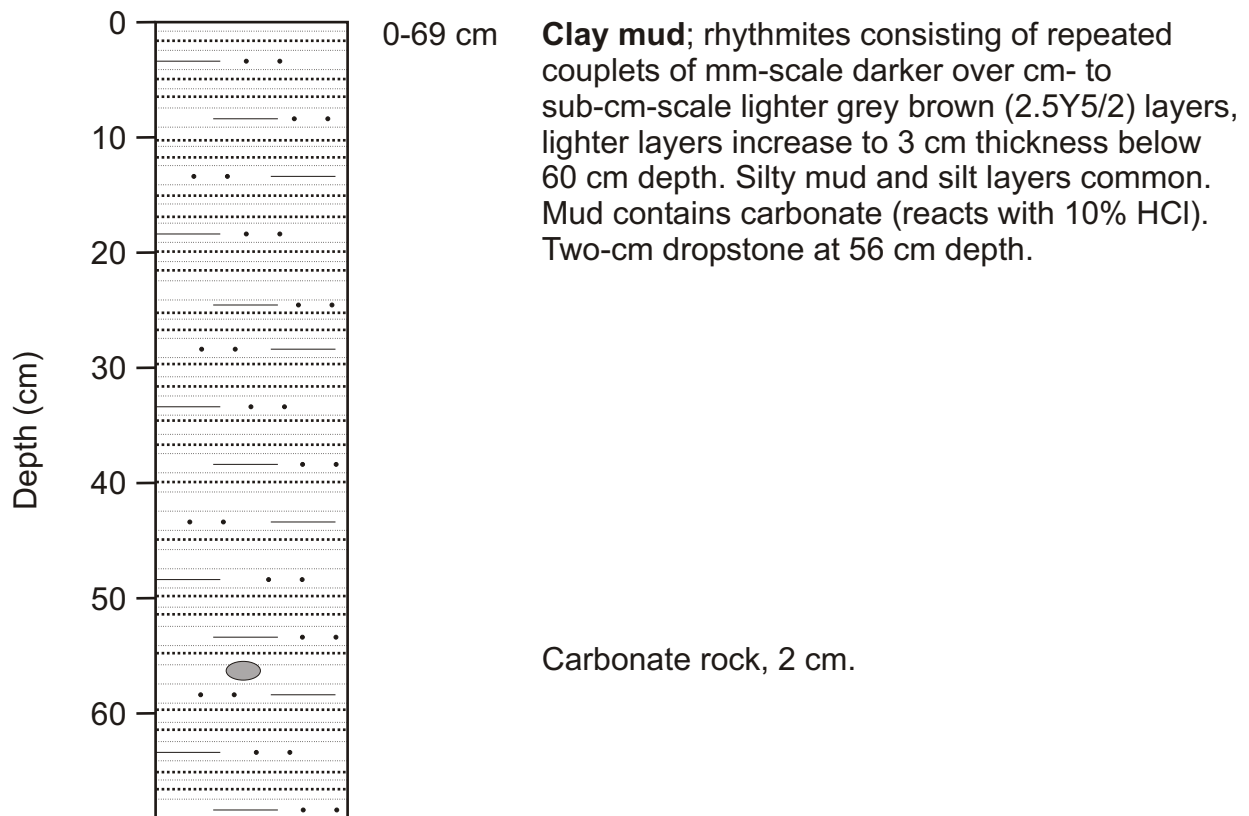 0
0-69 cm
Clay mud; rhythmites consisting of repeated
couplets of mm-scale darker over cm- to
sub-cm-scale lighter grey brown (2.5Y5/2) layers,
lighter layers increase to 3 cm thickness below
60 cm depth. Silty mud and silt layers common.
Mud contains carbonate (reacts with 10% HCl).
Two-cm dropstone at 56 cm depth.
10
20
30
Depth (cm)
40
50
Carbonate rock, 2 cm.
60